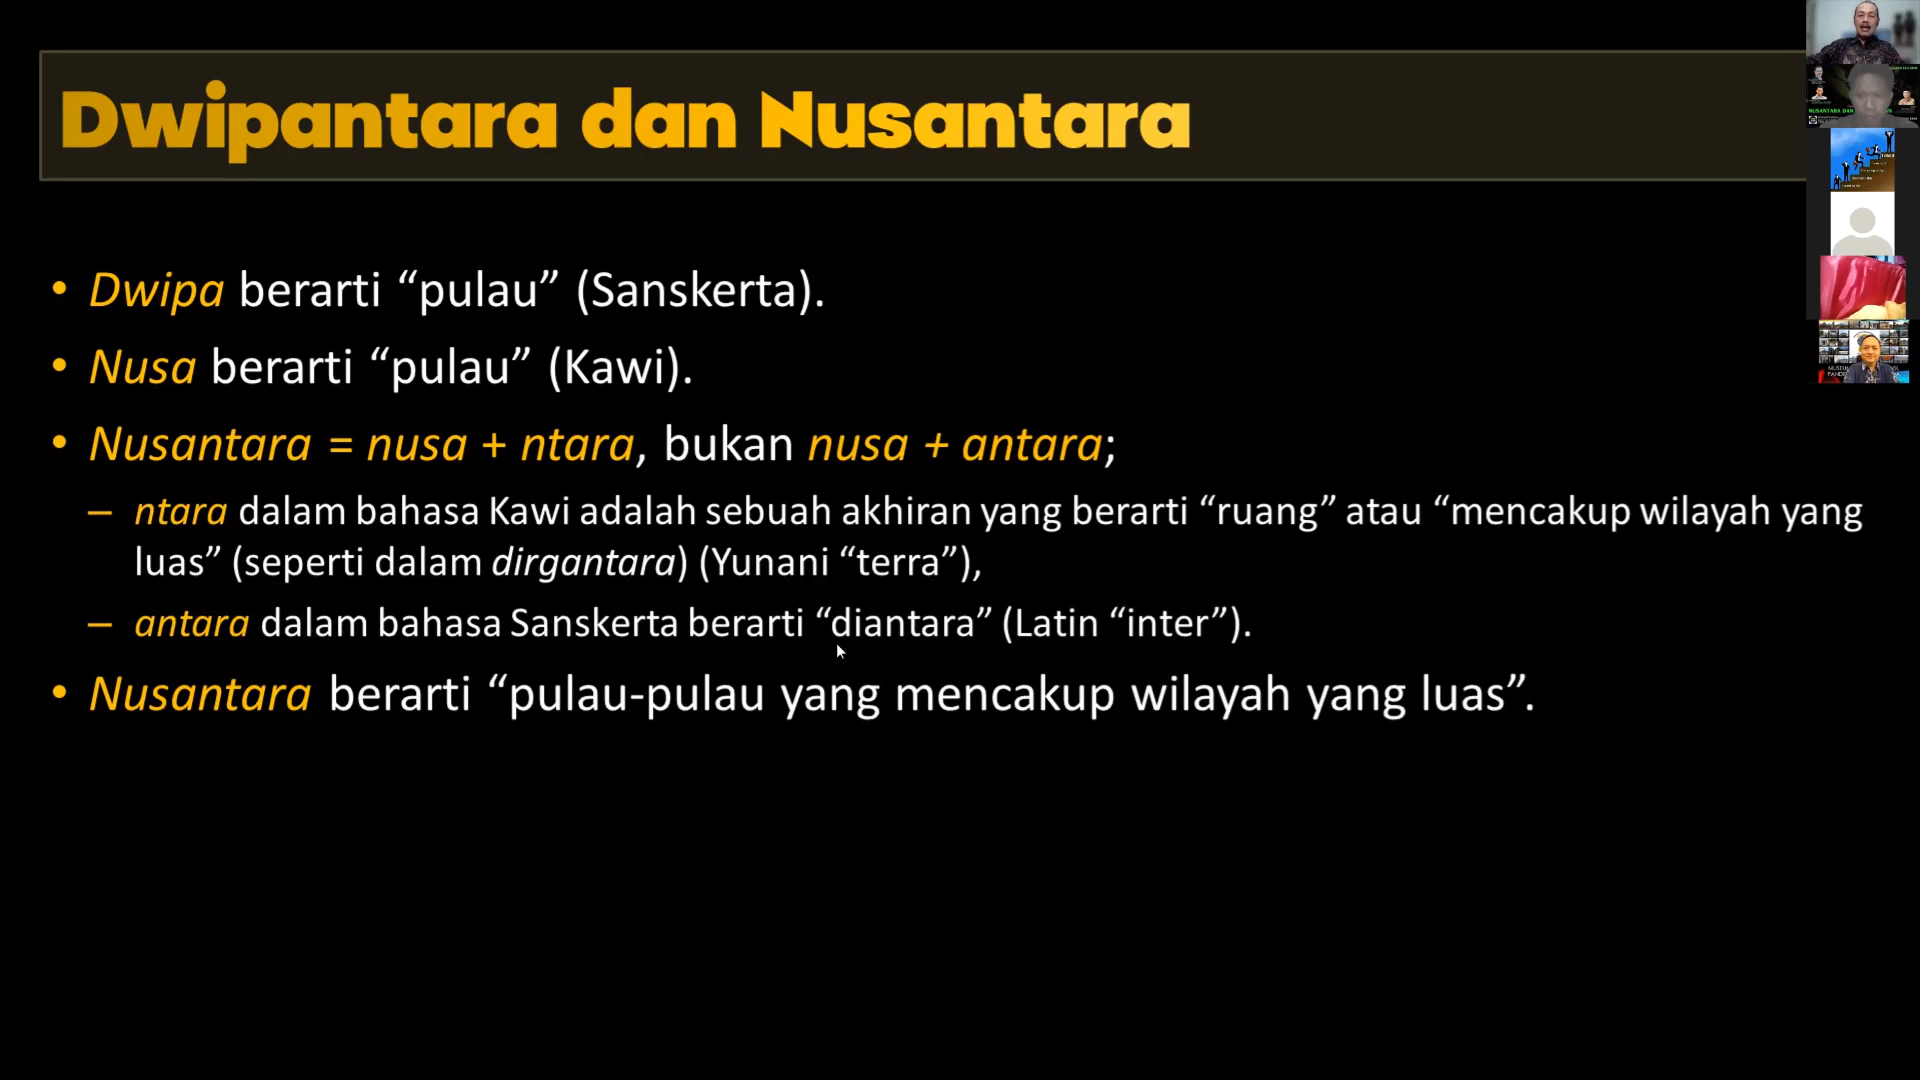 Dwipantara dan Nusantara
• Dwipa berarti “pulau” (Sanskerta).
• Nusa berarti “pulau” (Kawi).
• Nusantara = nusa + ntara, bukan nusa + antara;
– ntara dalam bahasa Kawi adalah sebuah akhiran yang berarti “ruang” atau “mencakup wilayah yang
luas” (seperti dalam dirgantara) (Yunani “terra”),
– antara dalam bahasa Sanskerta berarti “diantara” (Latin “inter”).
• Nusantara berarti “pulau-pulau yang mencakup wilayah yang luas”.